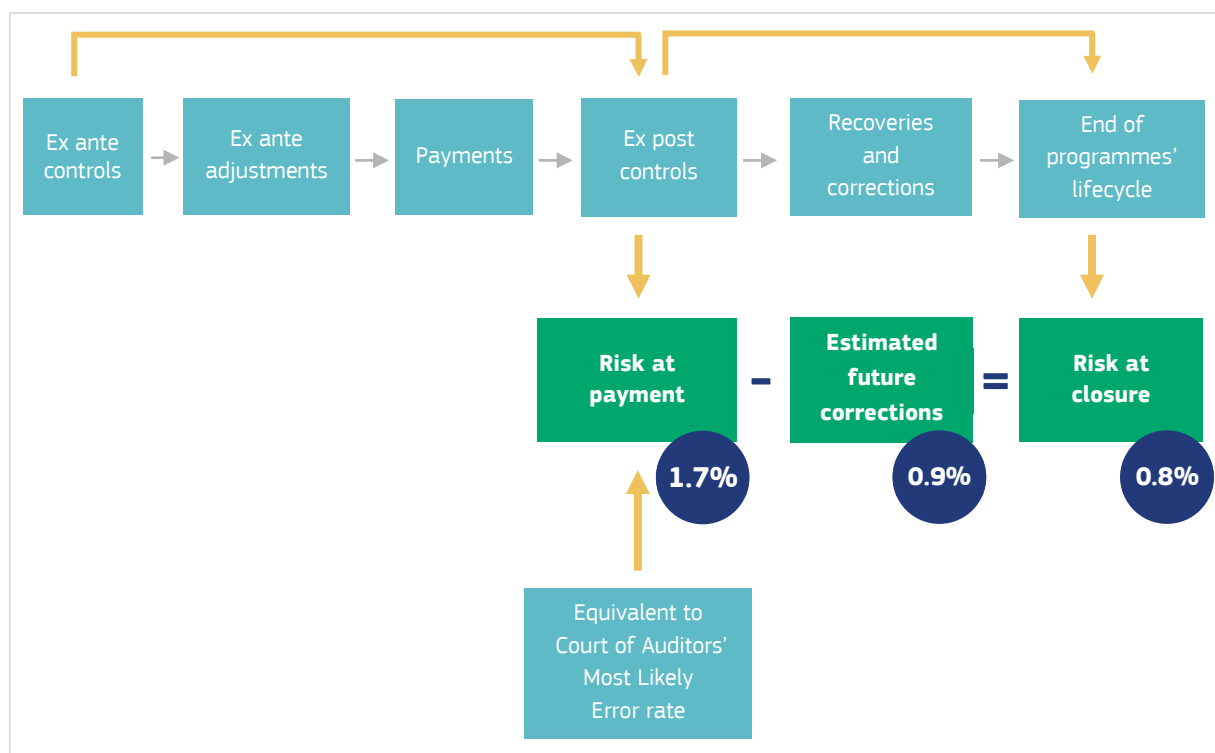 Ex ante
controls
Ex ante
adjustments
Payments
Ex post
controls
Recoveries
and
corrections
End of
programmes’
lifecycle
Risk at
payment
1.7%
-
Estimated
future
corrections
0.9%
=
Risk at
closure
0.8%
Equivalent to
Court of Auditors’
Most Likely
Error rate